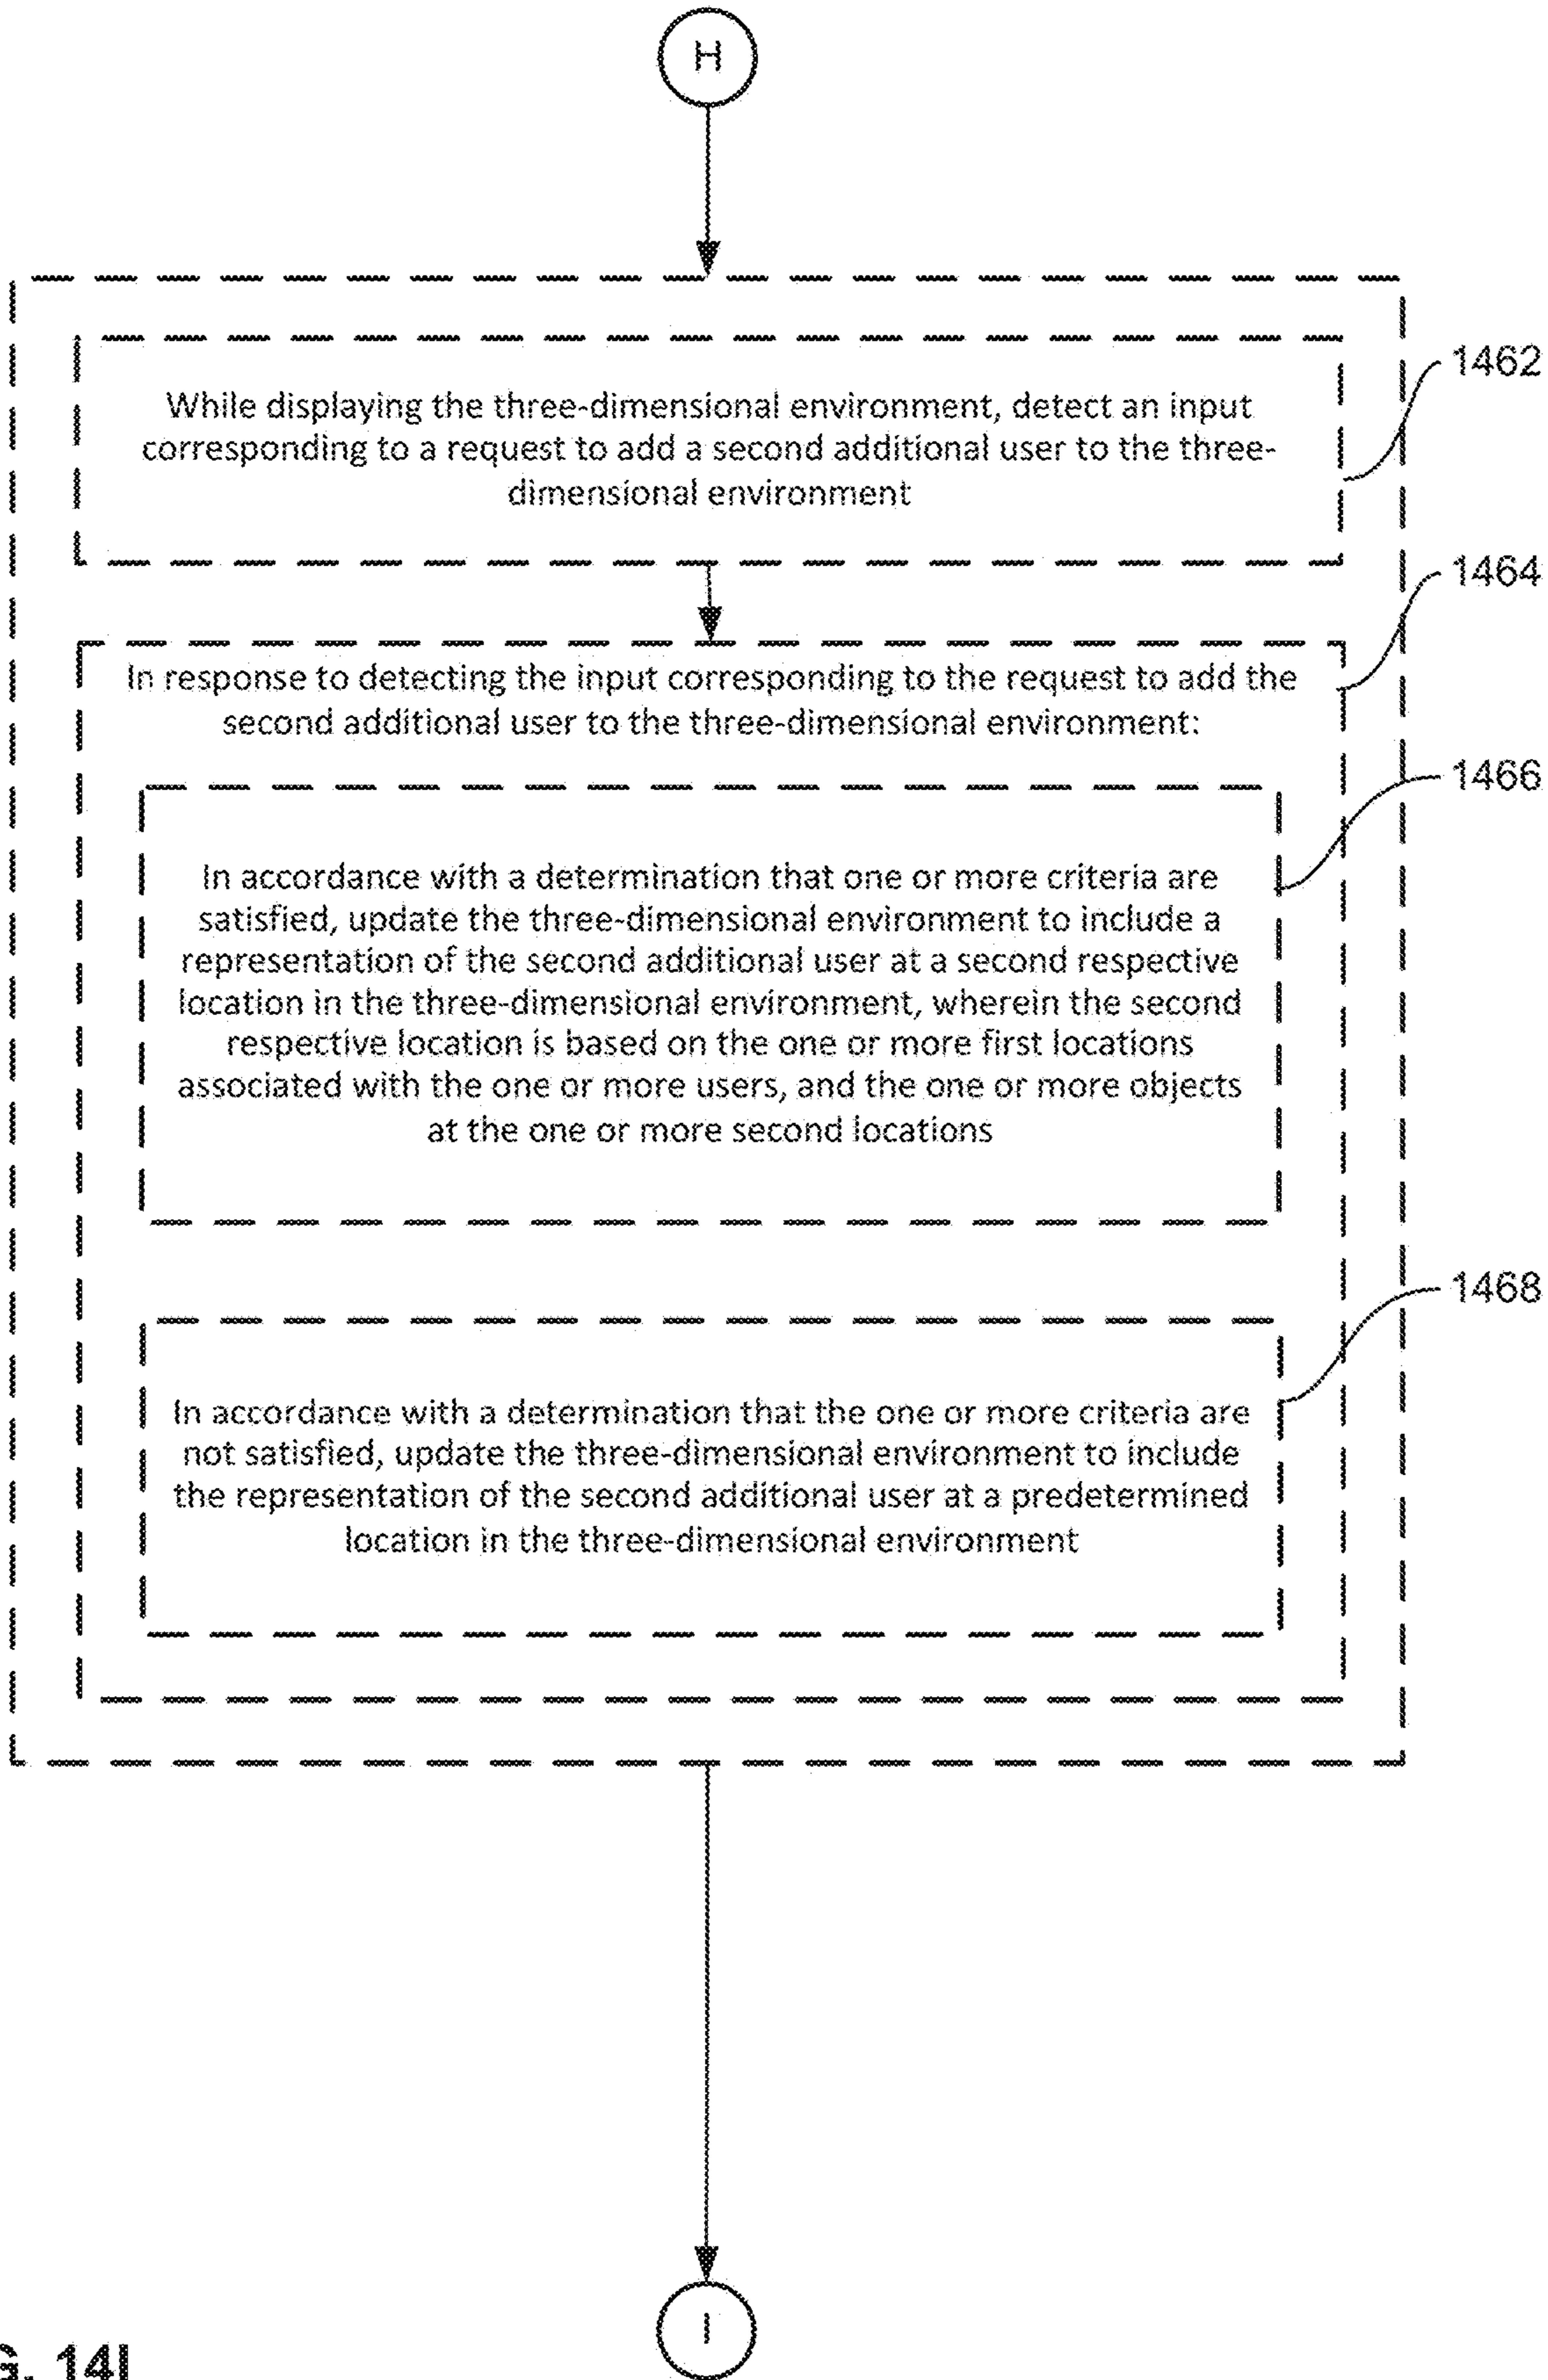 H
While displaying the three-dimensional environment, detect an input
corresponding to a request to add a second additional user to the three-
dimensional environment
1462
In response to detecting the input corresponding to the request to add the
second additional user to the three-dimensional environment:
1464
In accordance with a determination that one or more criteria are
satisfied, update the three-dimensional environment to include a
representation of the second additional user at a second respective
location in the three-dimensional environment, wherein the second
respective location is based on the one or more first locations
associated with the one or more users, and the one or more objects
at the one or more second locations
1466
In accordance with a determination that the one or more criteria are
not satisfied, update the three-dimensional environment to include
the representation of the second additional user at a predetermined
location in the three-dimensional environment
1468
I
14I